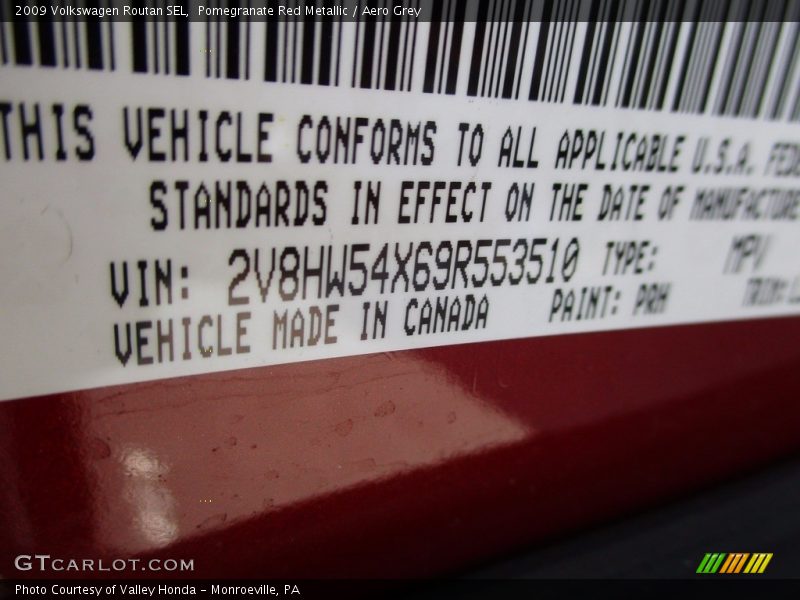 2009 Volkswagen Routan SEL,  Pomegranate Red Metallic / Aero Grey
THIS VEHICLE CONFORMS TO ALL APPLICABLE U.S.A.
STANDARDS IN EFFECT ON THE DATE OF MANUFACTURE
VIN: 2V8HW54X69R553510 TYPE: MPV
VEHICLE MADE IN CANADA PAINT: PRH TRIM:
GTCARLOT.COM
Photo Courtesy of Valley Honda - Monroeville, PA